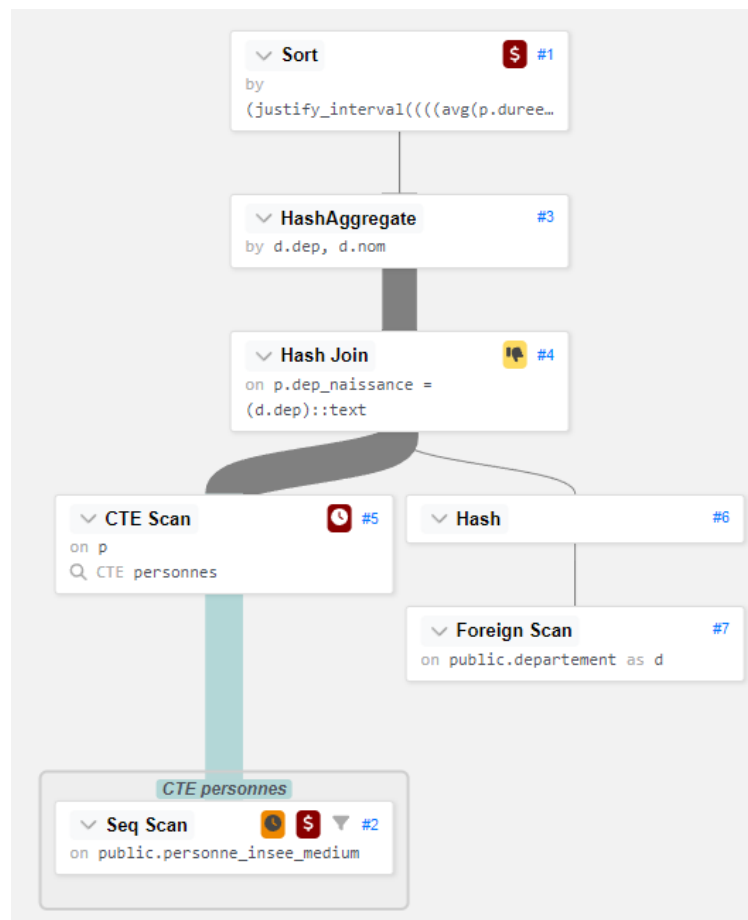 Sort $ #1
by
(justify_interval((((avg(p.duree…
HashAggregate #3
by d.dep, d.nom
Hash Join #4
on p.dep_naissance =
(d.dep)::text
CTE Scan #5
on p
CTE personnes
Hash #6
Foreign Scan #7
on public.departement as d
CTE personnes
Seq Scan $ #2
on public.personne_insee_medium